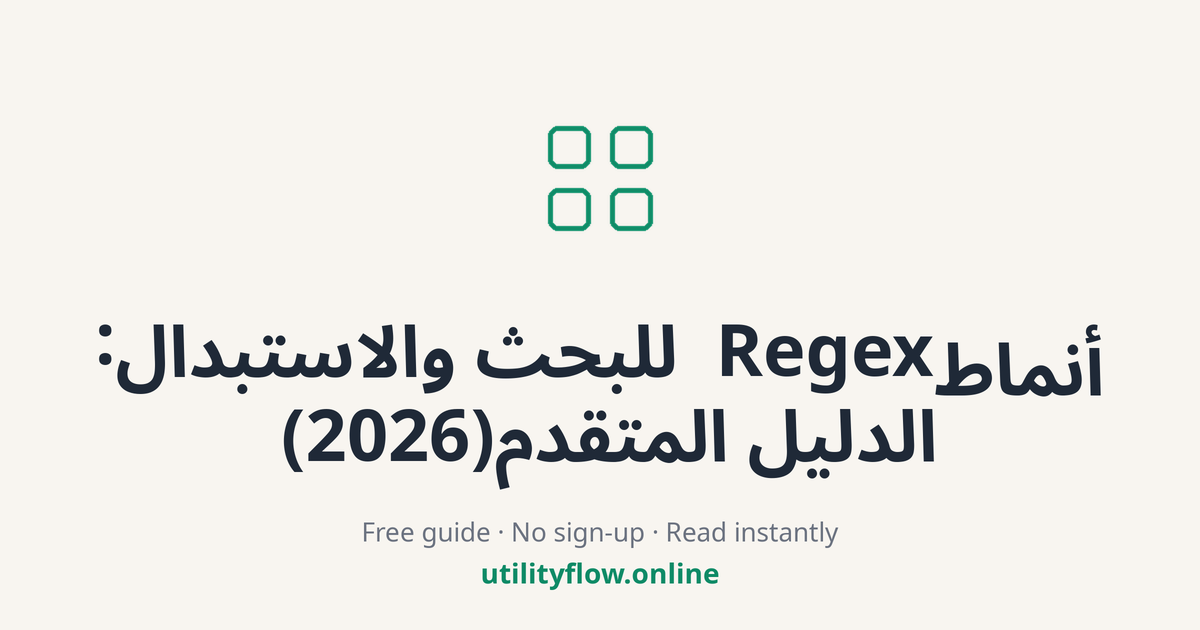 أنماط Regex للبحث والاستبدال:
الدليل المتقدم (2026)
Free guide · No sign-up · Read instantly
utilityflow.online